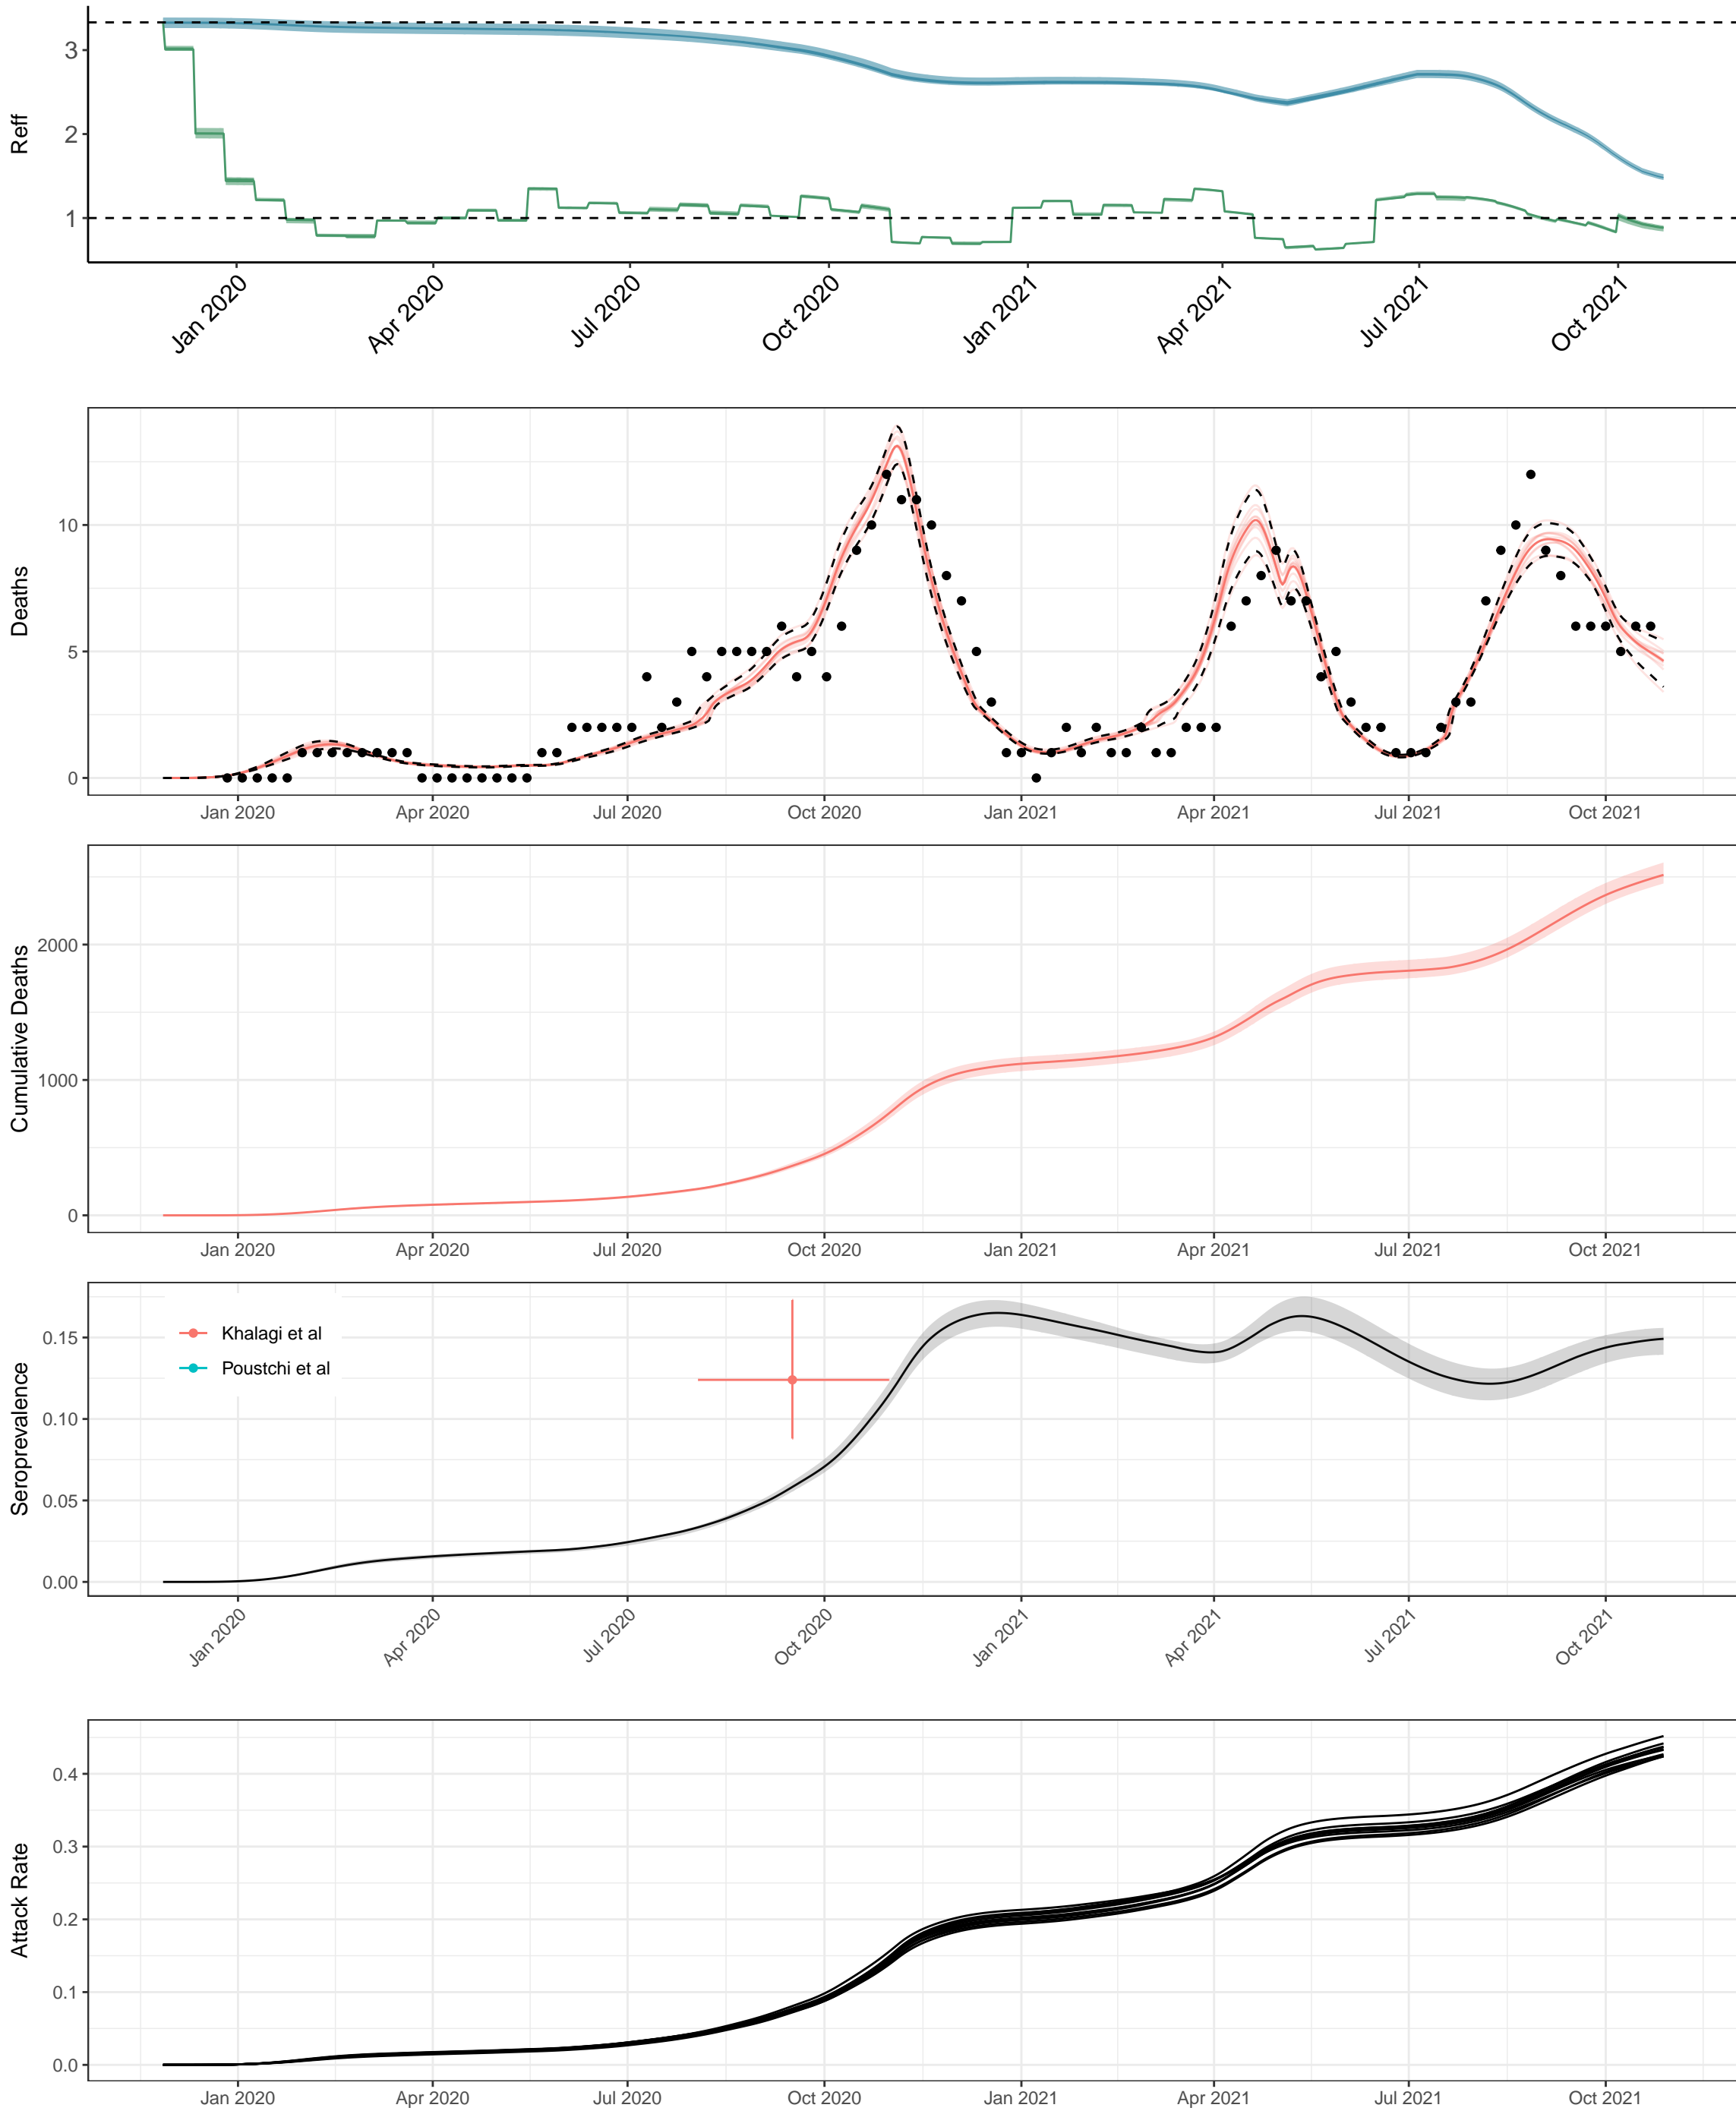 Reff
3
2
1
Jan 2020
Apr 2020
Jul 2020
Oct 2020
Jan 2021
Apr 2021
Jul 2021
Oct 2021
Deaths
10
5
0
Jan 2020
Apr 2020
Jul 2020
Oct 2020
Jan 2021
Apr 2021
Jul 2021
Oct 2021
Cumulative Deaths
2000
1000
0
Jan 2020
Apr 2020
Jul 2020
Oct 2020
Jan 2021
Apr 2021
Jul 2021
Oct 2021
Seroprevalence
0.15
0.10
0.05
0.00
Khalagi et al
Poustchi et al
Jan 2020
Apr 2020
Jul 2020
Oct 2020
Jan 2021
Apr 2021
Jul 2021
Oct 2021
Attack Rate
0.4
0.3
0.2
0.1
0.0
Jan 2020
Apr 2020
Jul 2020
Oct 2020
Jan 2021
Apr 2021
Jul 2021
Oct 2021